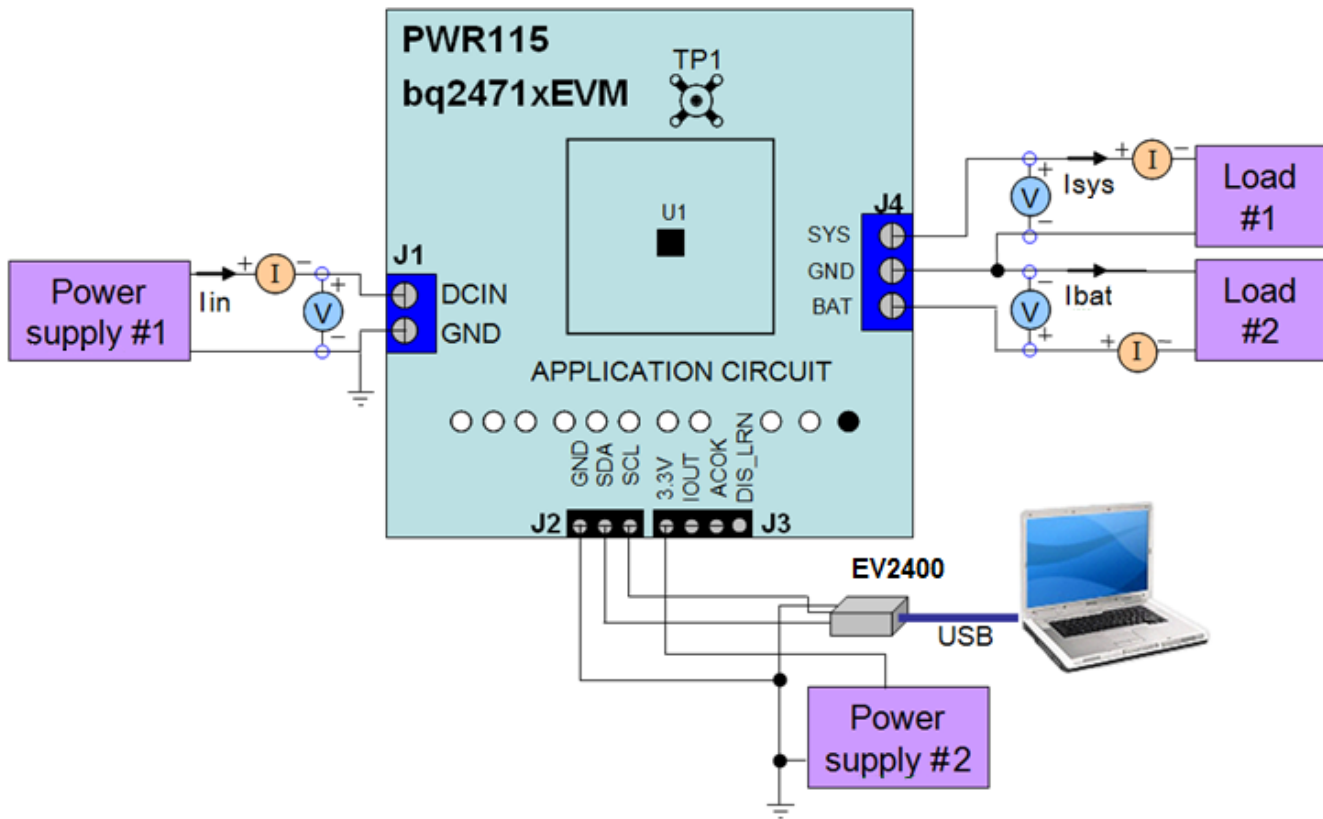 PWR115
bq2471xEVM
TP1
U1
J1
DCIN
GND
Power
supply #1
Iin
+
I
−
+
V
−
J4
SYS
GND
BAT
+
V
−
Isys
+
I
−
Load
#1
−
V
+
Ibat
+
I
−
Load
#2
APPLICATION CIRCUIT
GND
SDA
SCL
3.3V
IOUT
ACOK
DIS_LRN
J2
J3
EV2400
USB
Power
supply #2